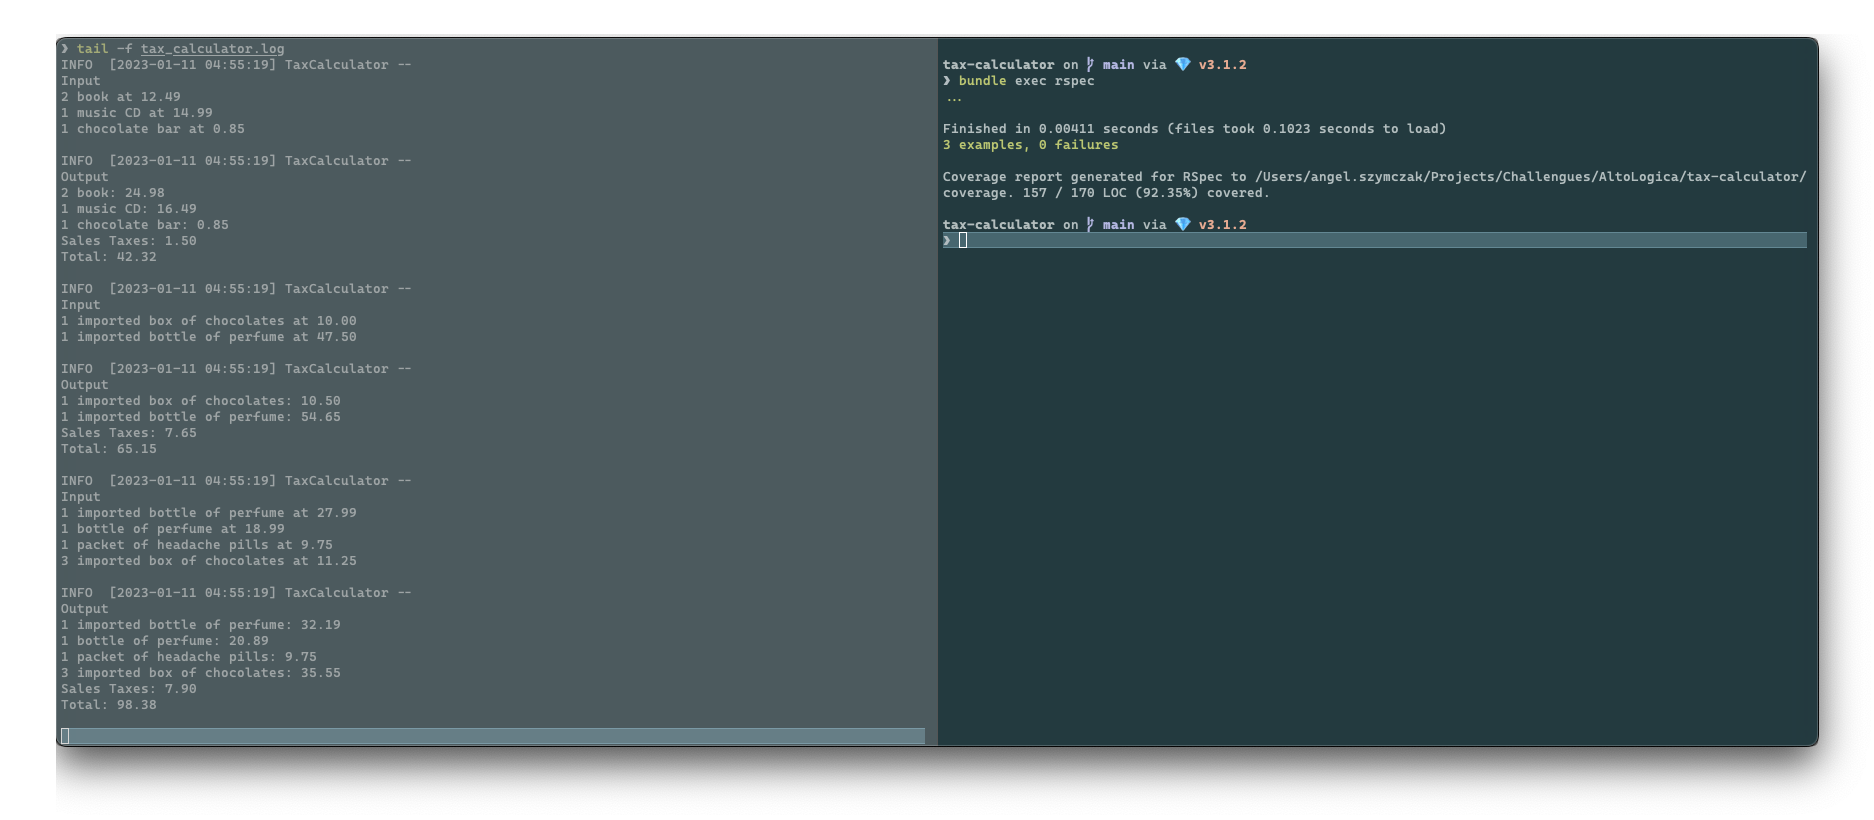 ❯ tail -f tax_calculator.log
INFO  [2023-01-11 04:55:19] TaxCalculator --
Input
2 book at 12.49
1 music CD at 14.99
1 chocolate bar at 0.85

INFO  [2023-01-11 04:55:19] TaxCalculator --
Output
2 book: 24.98
1 music CD: 16.49
1 chocolate bar: 0.85
Sales Taxes: 1.50
Total: 42.32

INFO  [2023-01-11 04:55:19] TaxCalculator --
Input
1 imported box of chocolates at 10.00
1 imported bottle of perfume at 47.50

INFO  [2023-01-11 04:55:19] TaxCalculator --
Output
1 imported box of chocolates: 10.50
1 imported bottle of perfume: 54.65
Sales Taxes: 7.65
Total: 65.15

INFO  [2023-01-11 04:55:19] TaxCalculator --
Input
1 imported bottle of perfume at 27.99
1 bottle of perfume at 18.99
1 packet of headache pills at 9.75
3 imported box of chocolates at 11.25

INFO  [2023-01-11 04:55:19] TaxCalculator --
Output
1 imported bottle of perfume: 32.19
1 bottle of perfume: 20.89
1 packet of headache pills: 9.75
3 imported box of chocolates: 35.55
Sales Taxes: 7.90
Total: 98.38

tax-calculator on main via 💎 v3.1.2
❯ bundle exec rspec
...

Finished in 0.00411 seconds (files took 0.1023 seconds to load)
3 examples, 0 failures

Coverage report generated for RSpec to /Users/angel.szymczak/Projects/Challengues/AltoLogica/tax-calculator/
coverage. 157 / 170 LOC (92.35%) covered.

tax-calculator on main via 💎 v3.1.2
❯